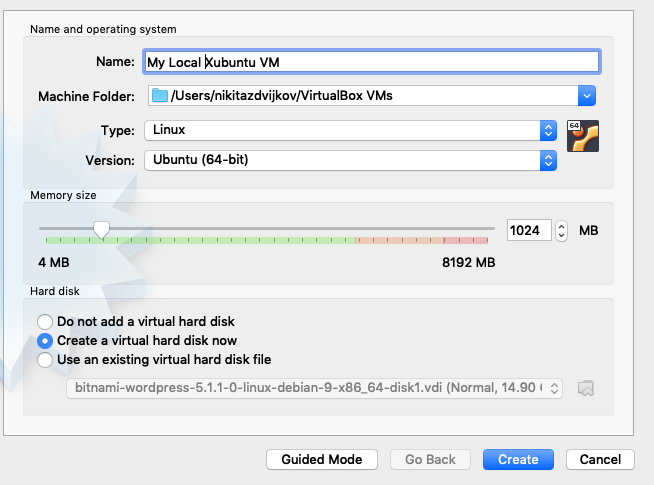 Name and operating system
Name: My Local Xubuntu VM
Machine Folder: /Users/nikitazdvijkov/VirtualBox VMs
Type: Linux
64
Version: Ubuntu (64-bit)
Memory size
1024 MB
4 MB 8192 MB
Hard disk
Do not add a virtual hard disk
Create a virtual hard disk now
Use an existing virtual hard disk file
bitnami-wordpress-5.1.1-0-linux-debian-9-x86_64-disk1.vdi (Normal, 14.90
Guided Mode Go Back Create Cancel